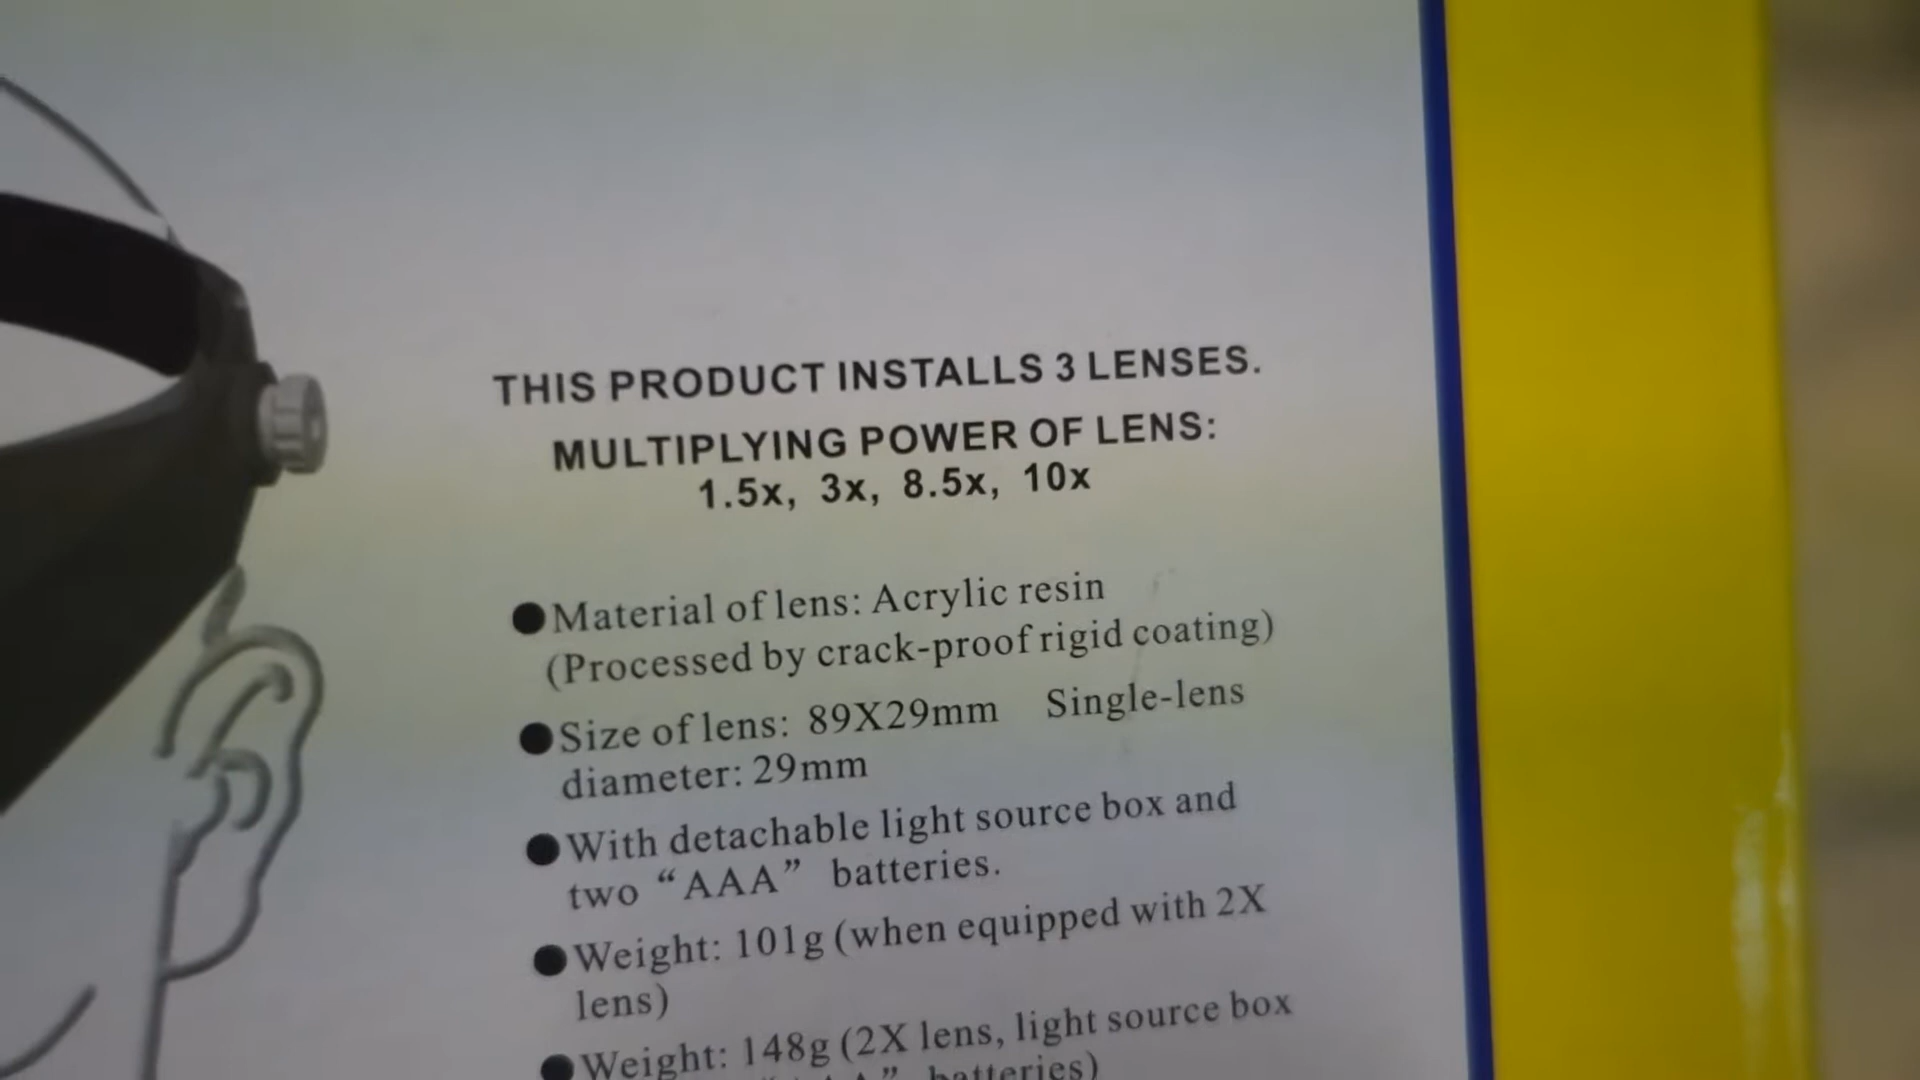 THIS PRODUCT INSTALLS 3 LENSES.
MULTIPLYING POWER OF LENS:
1.5x, 3x, 8.5x, 10x
●Material of lens: Acrylic resin
(Processed by crack-proof rigid coating)
●Size of lens: 89X29mm Single-lens
diameter: 29mm
●With detachable light source box and
two “AAA” batteries.
●Weight: 101g (when equipped with 2X
lens)
●Weight: 148g (2X lens, light source box
batteries)